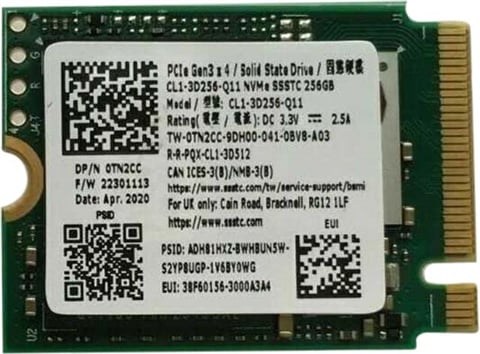 PCIe Gen3 x 4 / Solid State Drive / 固態硬碟
CL1-3D256-Q11 NVMe SSSTC 256GB
Model / 型號: CL1-3D256-Q11
Rating(電壓 / 電流): DC 3.3V ⎓ 2.5A
TW-0TN2CC-9DH00-041-0BV8-A03
R-R-PQX-CL1-3D512
CAN ICES-3(B)/NMB-3(B)
https://www.ssstc.com/tw/service-support/bsmi
For UK only: Cain Road, Bracknell, RG12 1LF
https://www.ssstc.com
DP/N 0TN2CC
F/W 22301113
Date: Apr. 2020
PSID
EUI
PSID: ADH81HXZ-BWHBUN5W-
S2YP8UGP-1V6BY0WG
EUI: 38F60156-3000A3A4
J1
R
G
J4T
U2